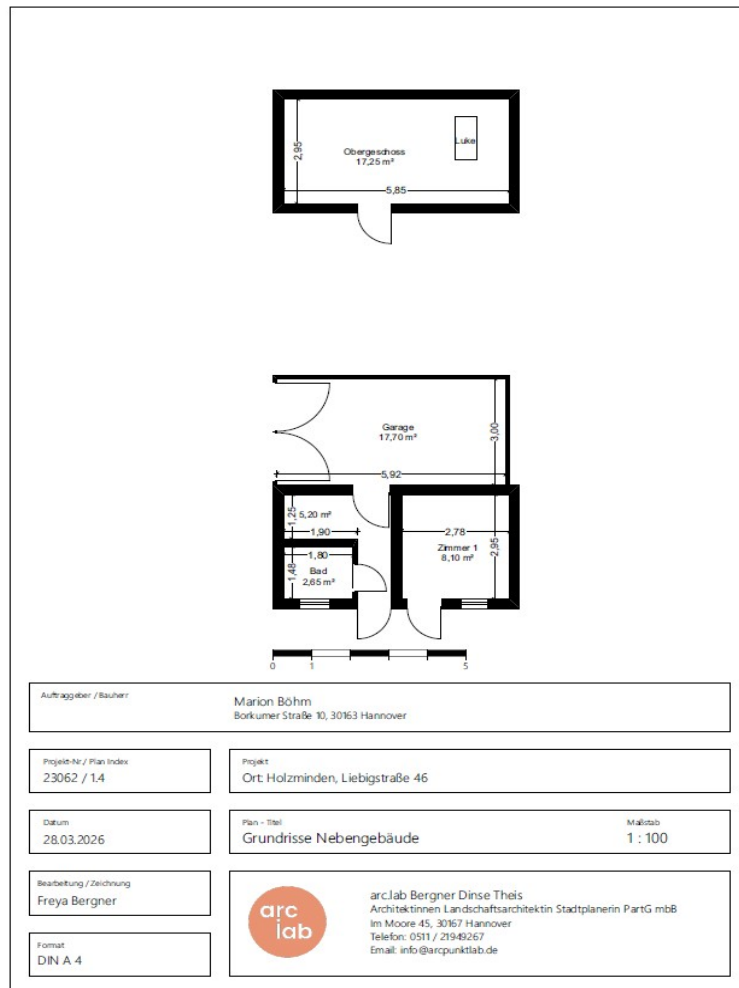 2,95
Obergeschoss
17,25 m²
Luke
5,85
Garage
17,70 m²
3,00
5,92
1,25
5,20 m²
1,90
2,78
2,95
Zimmer 1
8,10 m²
1,80
Bad
2,65 m²
1,48
0 1 5
Auftraggeber / Bauherr
Marion Böhm
Borkumer Straße 10, 30163 Hannover
Projekt-Nr./ Plan Index
23062 / 1.4
Projekt
Ort: Holzminden, Liebigstraße 46
Datum
28.03.2026
Plan - Titel
Grundrisse Nebengebäude
Maßstab
1 : 100
Bearbeitung / Zeichnung
Freya Bergner
Format
DIN A 4
arc
lab
arc.lab Bergner Dinse Theis
Architektinnen Landschaftsarchitektin Stadtplanerin PartG mbB
Im Moore 45, 30167 Hannover
Telefon: 0511 / 21949267
Email: info@arcpunktlab.de